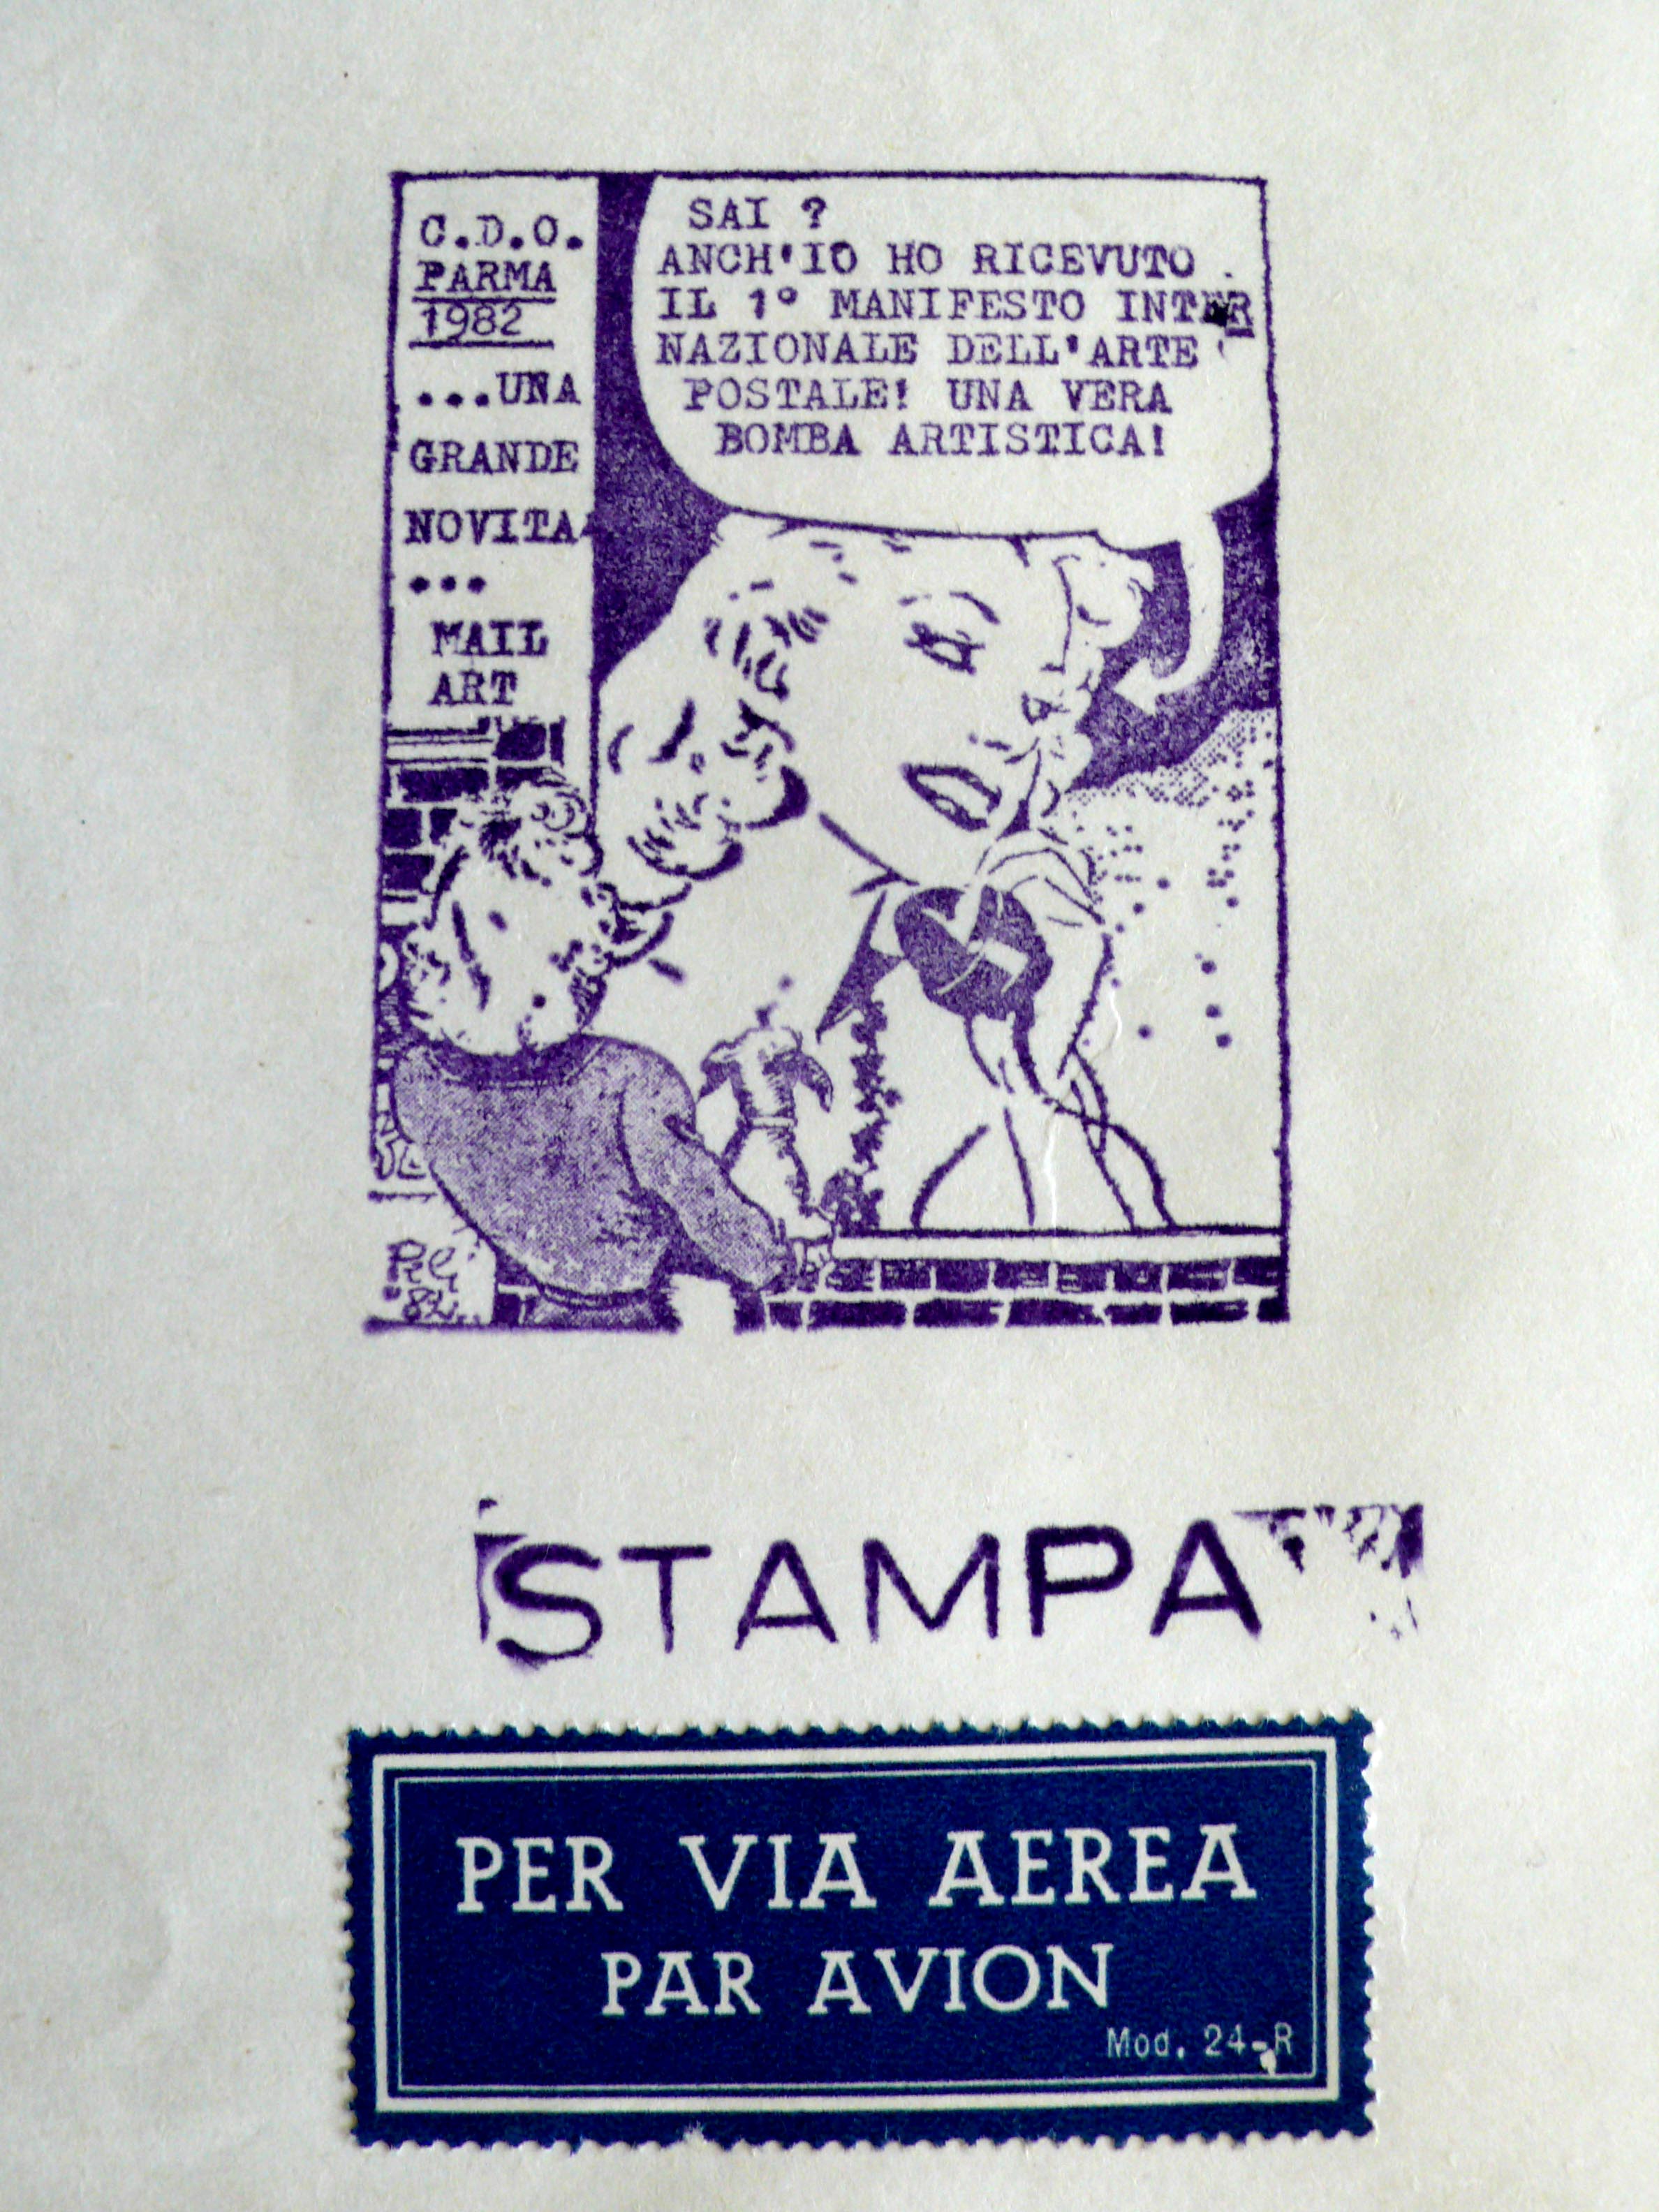 C.D.O.
PARMA
1982
...UNA
GRANDE
NOVITA'
...
MAIL
ART
SAI ?
ANCH'IO HO RICEVUTO
IL 1° MANIFESTO INTER
NAZIONALE DELL'ARTE
POSTALE! UNA VERA
BOMBA ARTISTICA!
'82
STAMPA
PER VIA AEREA
PAR AVION
Mod. 24-R